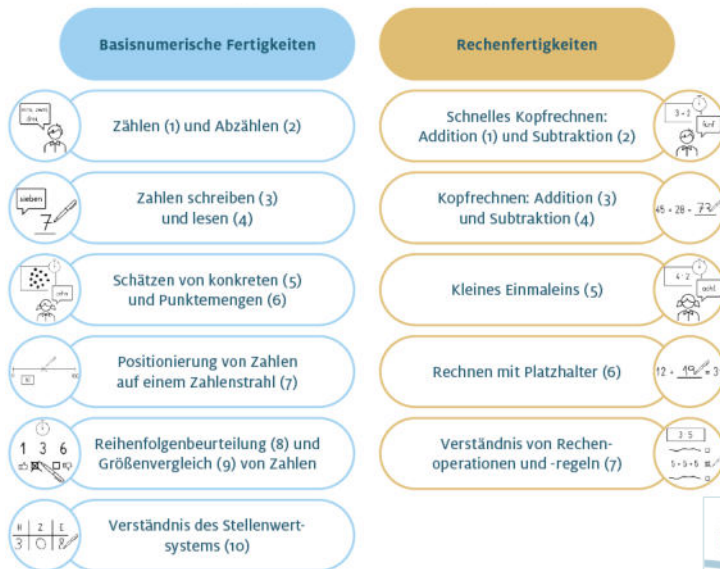 Basisnumerische Fertigkeiten
Zählen (1) und Abzählen (2)
sieben
7
Zahlen schreiben (3)
und lesen (4)
zehn
Schätzen von konkreten (5)
und Punktemengen (6)
Positionierung von Zahlen
auf einem Zahlenstrahl (7)
1 3 6
Reihenfolgenbeurteilung (8) und
Größenvergleich (9) von Zahlen
H Z E
3 0 8
Verständnis des Stellenwert-
systems (10)
Rechenfertigkeiten
Schnelles Kopfrechnen:
Addition (1) und Subtraktion (2)
3 + 2
fünf
Kopfrechnen: Addition (3)
und Subtraktion (4)
45 + 28 = 73
Kleines Einmaleins (5)
4 · 2
acht
Rechnen mit Platzhalter (6)
12 + 19 = 3
Verständnis von Rechen-
operationen und -regeln (7)
3 · 5
5 + 5 + 5